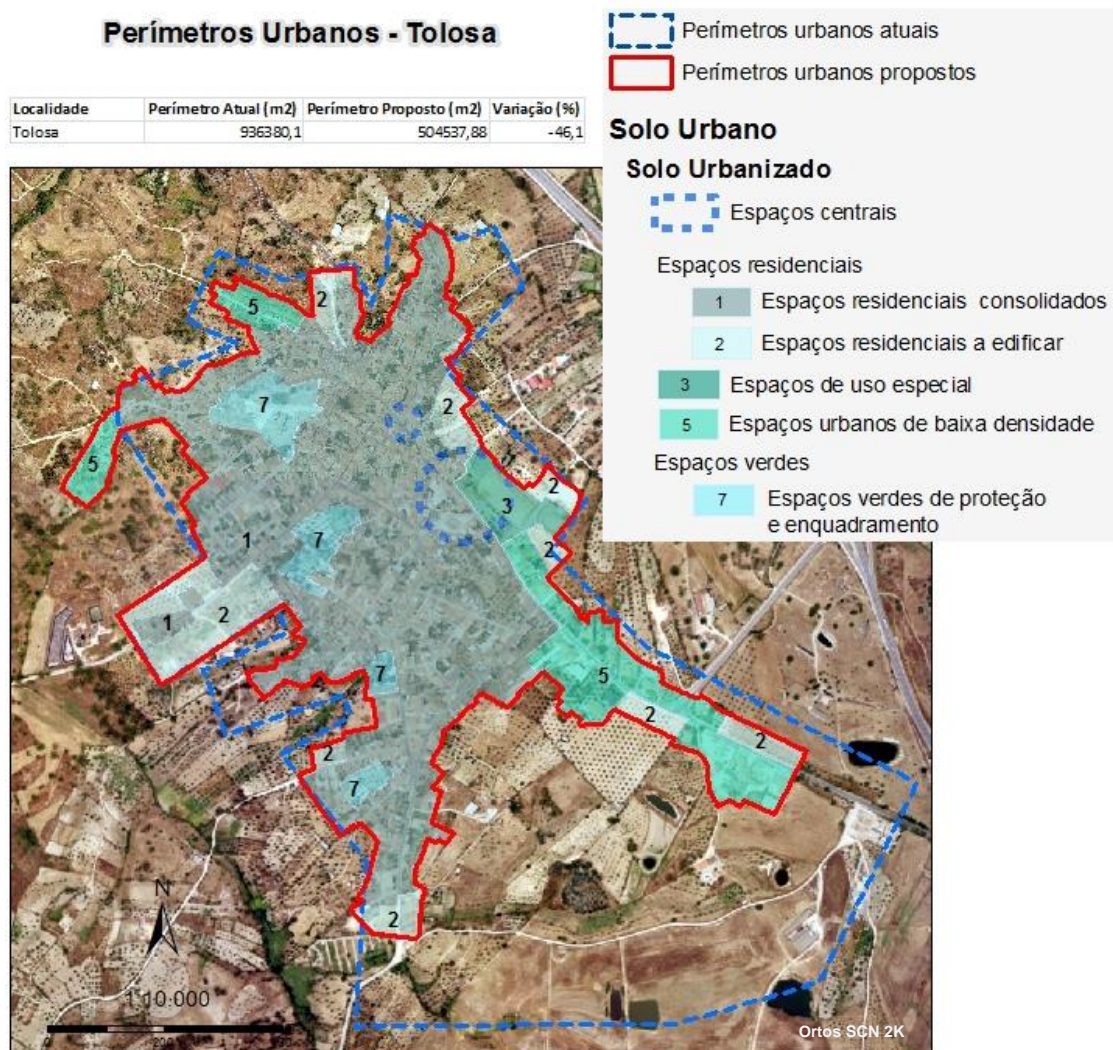 Perímetros Urbanos - Tolosa
Localidade Perímetro Atual (m2) Perímetro Proposto (m2) Variação (%)
Tolosa 936380,1 504537,88 -46,1
Perímetros urbanos atuais
Perímetros urbanos propostos
Solo Urbano
Solo Urbanizado
Espaços centrais
Espaços residenciais
1 Espaços residenciais consolidados
2 Espaços residenciais a edificar
3 Espaços de uso especial
5 Espaços urbanos de baixa densidade
Espaços verdes
7 Espaços verdes de proteção
e enquadramento
2
5
7
2
5
2
3
1
7
2
1
2
7
5
2
2
2
7
2
N
1:10.000
200
Ortos SCN 2K